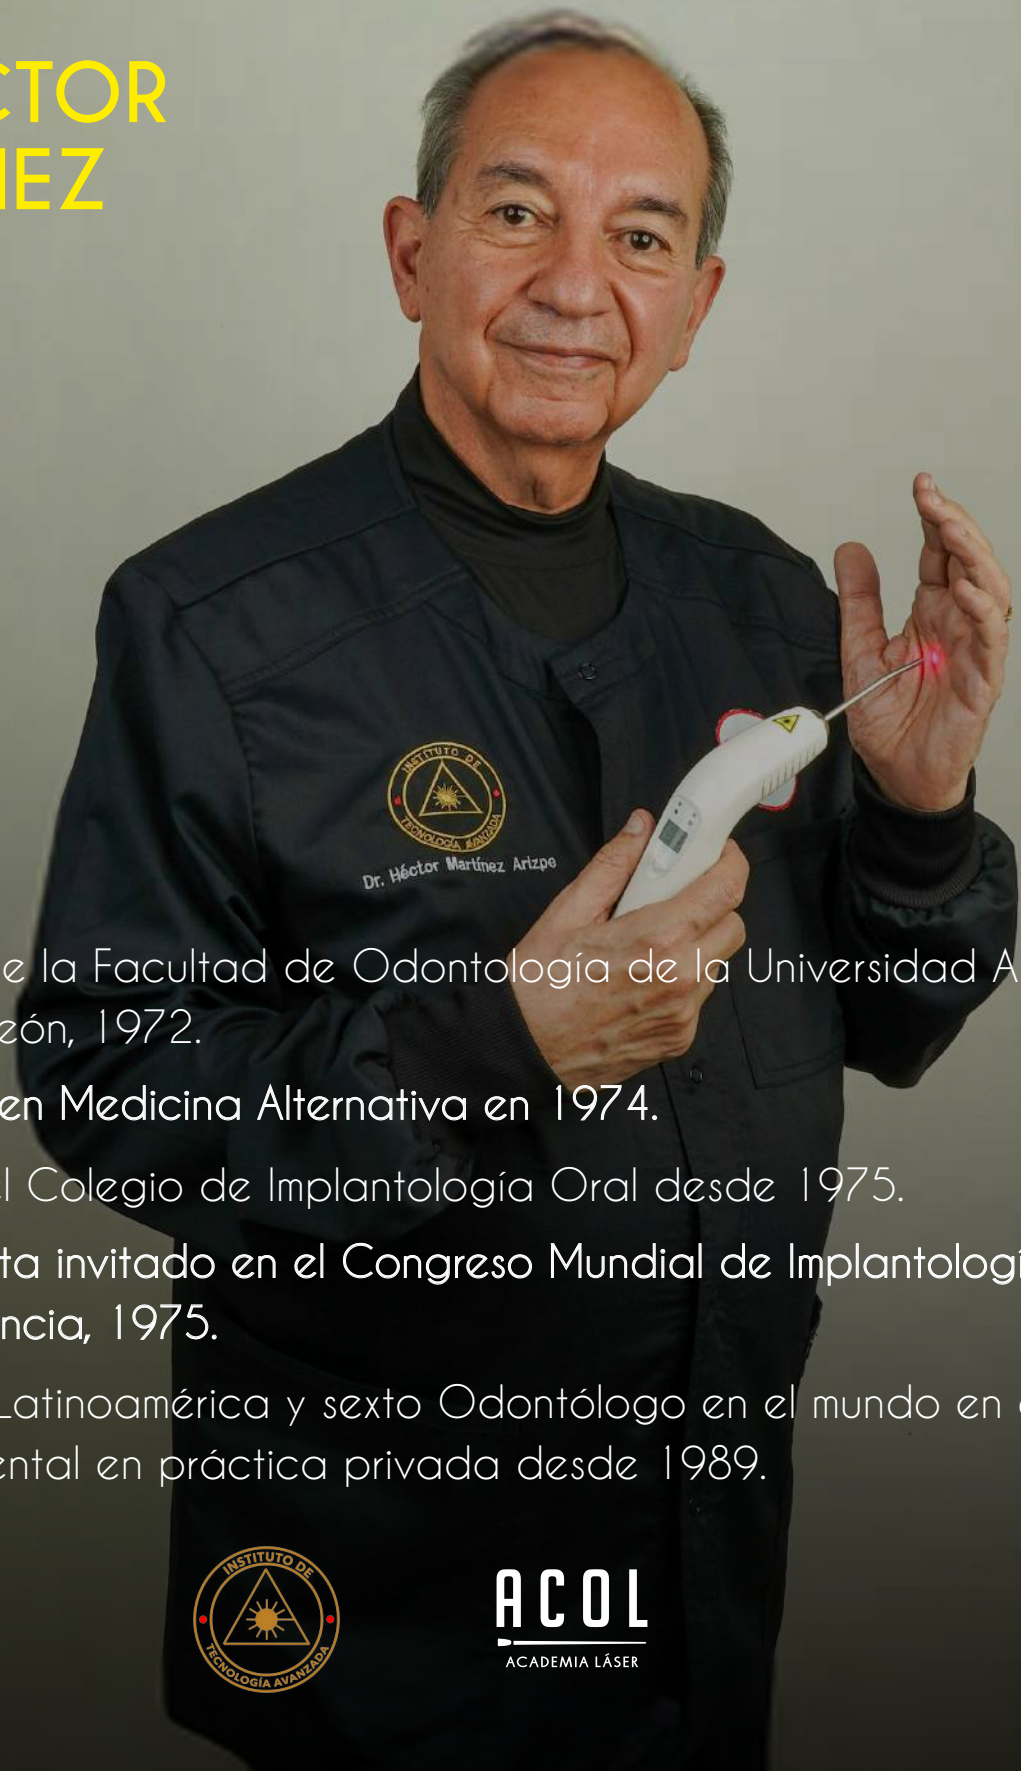 CTOR
NEZ
INSTITUTO DE
TECNOLOGÍA AVANZADA
Dr. Héctor Martínez Arizpe
e la Facultad de Odontología de la Universidad A
eón, 1972.
en Medicina Alternativa en 1974.
el Colegio de Implantología Oral desde 1975.
ta invitado en el Congreso Mundial de Implantologí
ncia, 1975.
Latinoamérica y sexto Odontólogo en el mundo en
ental en práctica privada desde 1989.
INSTITUTO DE
TECNOLOGÍA AVANZADA
ACOL
ACADEMIA LÁSER